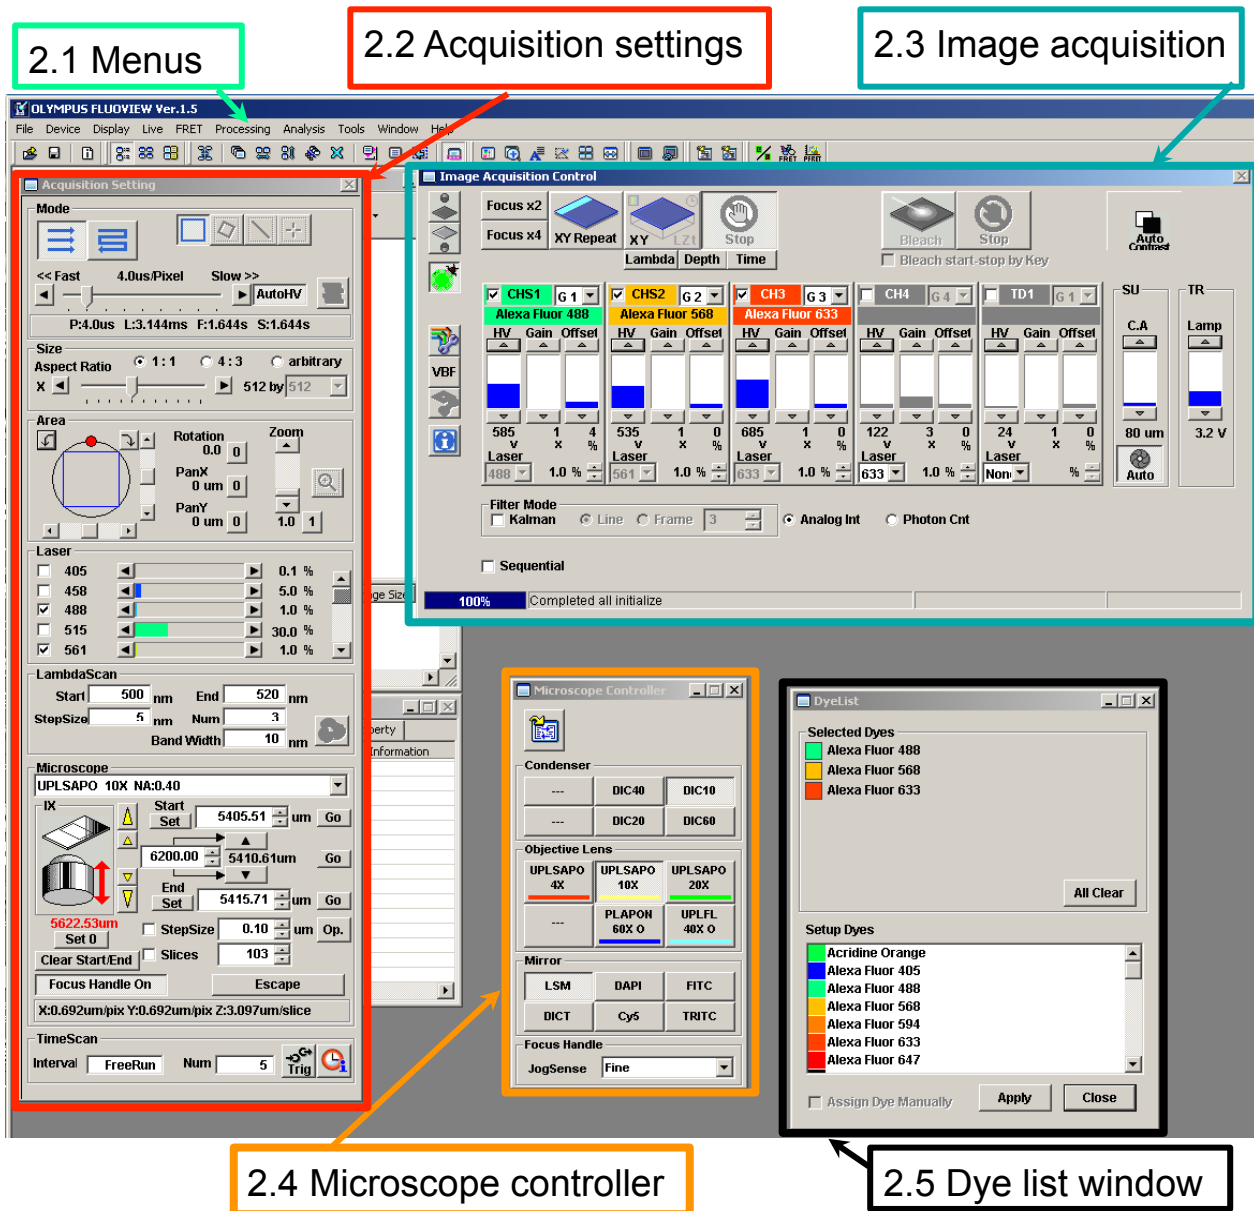 2.1 Menus
2.2 Acquisition settings
2.3 Image acquisition
OLYMPUS FLUOVIEW Ver.1.5
File Device Display Live FRET Processing Analysis Tools Window Help
FRET
Acquisition Setting
Mode
<< Fast 4.0us/Pixel Slow >>
AutoHV
P:4.0us L:3.144ms F:1.644s S:1.644s
Size
Aspect Ratio 1 : 1 4 : 3 arbitrary
X 512 by 512
Area
Rotation Zoom
0.0 0
PanX
0 um 0
PanY
0 um 0 1.0 1
Laser
405 0.1 %
458 5.0 %
488 1.0 %
515 30.0 %
561 1.0 %
LambdaScan
Start 500 nm End 520 nm
StepSize 5 nm Num 3
Band Width 10 nm
Microscope
UPLSAPO 10X NA:0.40
IX Start
Set 5405.51 um Go
6200.00 5410.61um Go
End
Set 5415.71 um Go
5622.53um
Set 0
StepSize 0.10 um Op.
Clear Start/End Slices 103
Focus Handle On Escape
X:0.692um/pix Y:0.692um/pix Z:3.097um/slice
TimeScan
Interval FreeRun Num 5 Trig
Image Acquisition Control
Focus x2
Focus x4 XY Repeat XY LZt Stop
Bleach Stop
Auto
Contrast
Lambda Depth Time
Bleach start-stop by Key
VBF
CHS1 G 1 CHS2 G 2 CH3 G 3 CH4 G 4 TD1 G 1
Alexa Fluor 488 Alexa Fluor 568 Alexa Fluor 633
HV Gain Offset HV Gain Offset HV Gain Offset HV Gain Offset HV Gain Offset
585 1 4 535 1 0 685 1 0 122 3 0 24 1 0
V X % V X % V X % V X % V X %
Laser Laser Laser Laser Laser
488 1.0 % 561 1.0 % 633 1.0 % 633 1.0 % None %
SU TR
C.A Lamp
80 um 3.2 V
Auto
Filter Mode
Kalman Line Frame 3 Analog Int Photon Cnt
Sequential
100% Completed all initialize
ge Size
perty
Information
Microscope Controller
Condenser
--- DIC40 DIC10
--- DIC20 DIC60
Objective Lens
UPLSAPO 4X UPLSAPO 10X UPLSAPO 20X
--- PLAPON 60X O UPLFL 40X O
Mirror
LSM DAPI FITC
DICT Cy5 TRITC
Focus Handle
JogSense Fine
DyeList
Selected Dyes
Alexa Fluor 488
Alexa Fluor 568
Alexa Fluor 633
All Clear
Setup Dyes
Acridine Orange
Alexa Fluor 405
Alexa Fluor 488
Alexa Fluor 568
Alexa Fluor 594
Alexa Fluor 633
Alexa Fluor 647
Assign Dye Manually Apply Close
2.4 Microscope controller
2.5 Dye list window